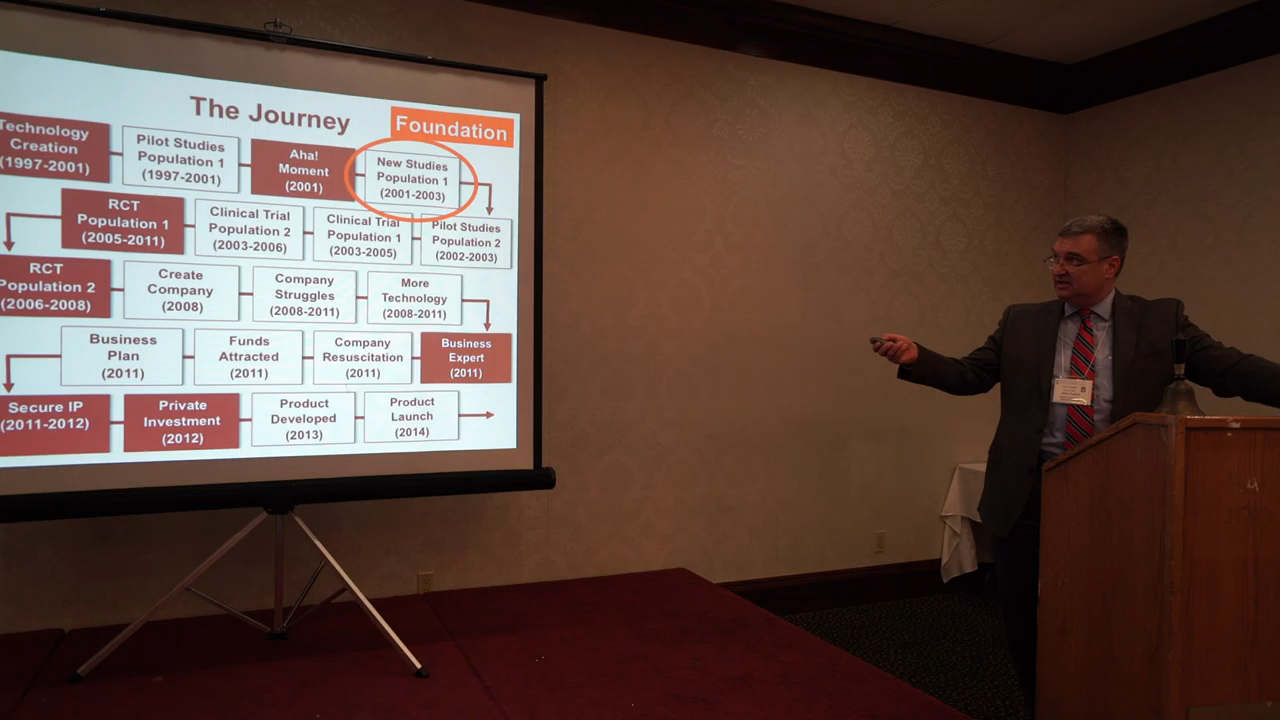 The Journey
Foundation
Technology
Creation
(1997-2001)
Pilot Studies
Population 1
(1997-2001)
Aha!
Moment
(2001)
New Studies
Population 1
(2001-2003)
RCT
Population 1
(2005-2011)
Clinical Trial
Population 2
(2003-2006)
Clinical Trial
Population 1
(2003-2005)
Pilot Studies
Population 2
(2002-2003)
RCT
Population 2
(2006-2008)
Create
Company
(2008)
Company
Struggles
(2008-2011)
More
Technology
(2008-2011)
Business
Plan
(2011)
Funds
Attracted
(2011)
Company
Resuscitation
(2011)
Business
Expert
(2011)
Secure IP
(2011-2012)
Private
Investment
(2012)
Product
Developed
(2013)
Product
Launch
(2014)